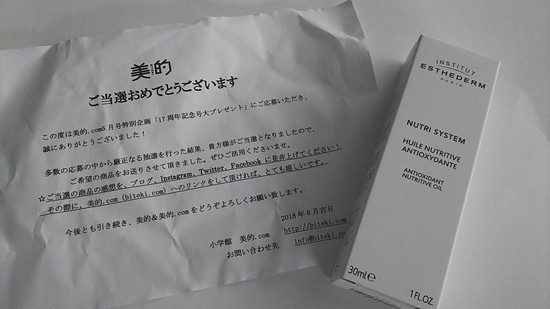 美的
ご当選おめでとうございます
この度は美的.com5月号特別企画「17周年記念号大プレゼント」にご応募いただき、
誠にありがとうございました!
多数の応募の中から厳正なる抽選を行った結果、貴方様がご当選となりましたので、
ご希望の商品をお送りさせて頂きました。ぜひご活用くださいませ。
☆ご当選の商品の感想を、ブログ、Instagram、Twitter、Facebookに是非上げてください!
その際に、美的.com (biteki.com) へのリンクをして頂ければ、とても嬉しいです。
今後とも引き続き、美的&美的.comをどうぞよろしくお願い致します。
2018年6月吉日
小学館 美的.com http://biteki.com
お問い合わせ先 info@biteki.co
INSTITUT
ESTHEDERM
PARIS
NUTRI SYSTEM
HUILE NUTRITIVE
ANTIOXYDANTE
ANTIOXIDANT
NUTRITIVE OIL
30ml e
1FL.OZ.